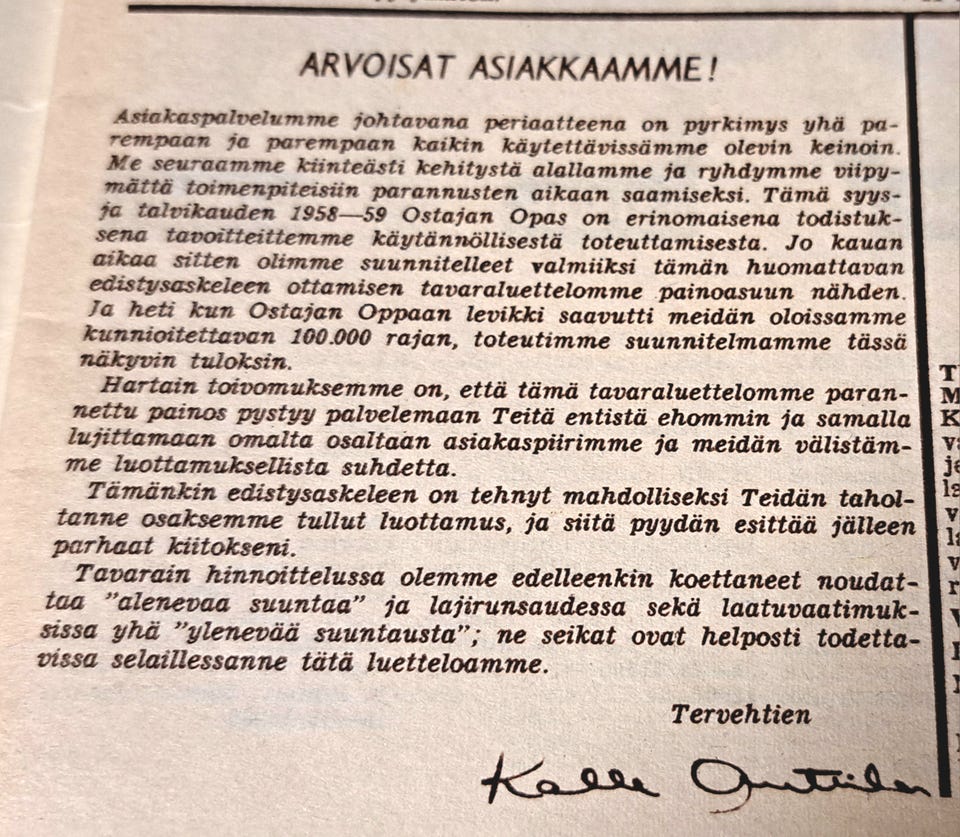 ARVOISAT ASIAKKAAMME!
Asiakaspalvelumme johtavana periaatteena on pyrkimys yhä pa-
rempaan ja parempaan kaikin käytettävissämme olevin keinoin.
Me seuraamme kiinteästi kehitystä alallamme ja ryhdymme viipy-
mättä toimenpiteisiin parannusten aikaan saamiseksi. Tämä syys-
ja talvikauden 1958—59 Ostajan Opas on erinomaisena todistuk-
sena tavoitteittemme käytännöllisestä toteuttamisesta. Jo kauan
aikaa sitten olimme suunnitelleet valmiiksi tämän huomattavan
edistysaskeleen ottamisen tavaraluettelomme painoasuun nähden.
Ja heti kun Ostajan Oppaan levikki saavutti meidän oloissamme
kunnioitettavan 100.000 rajan, toteutimme suunnitelmamme tässä
näkyvin tuloksin.
Hartain toivomuksemme on, että tämä tavaraluettelomme paran-
nettu painos pystyy palvelemaan Teitä entistä ehommin ja samalla
lujittamaan omalta osaltaan asiakaspiirimme ja meidän välistäm-
me luottamuksellista suhdetta.
Tämänkin edistysaskeleen on tehnyt mahdolliseksi Teidän tahol-
tanne osaksemme tullut luottamus, ja siitä pyydän esittää jälleen
parhaat kiitokseni.
Tavarain hinnoittelussa olemme edelleenkin koettaneet noudat-
taa "alenevaa suuntaa" ja lajirunsaudessa sekä laatuvaatimuk-
sissa yhä "ylenevää suuntausta"; ne seikat ovat helposti todetta-
vissa selaillessanne tätä luetteloamme.
Tervehtien
Kalle